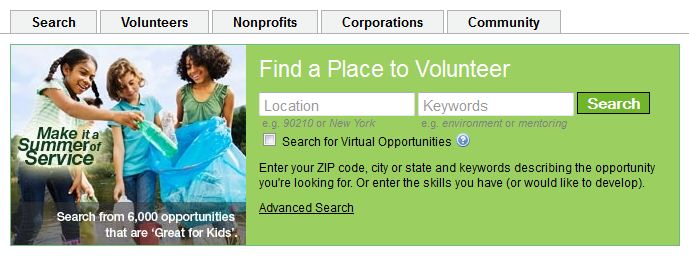 Search
Volunteers
Nonprofits
Corporations
Community
Make it a
Summer of
Service
Search from 6,000 opportunities
that are 'Great for Kids'.
Find a Place to Volunteer
Location
Keywords
Search
e.g. 90210 or New York
e.g. environment or mentoring
Search for Virtual Opportunities ?
Enter your ZIP code, city or state and keywords describing the opportunity
you're looking for. Or enter the skills you have (or would like to develop).
Advanced Search